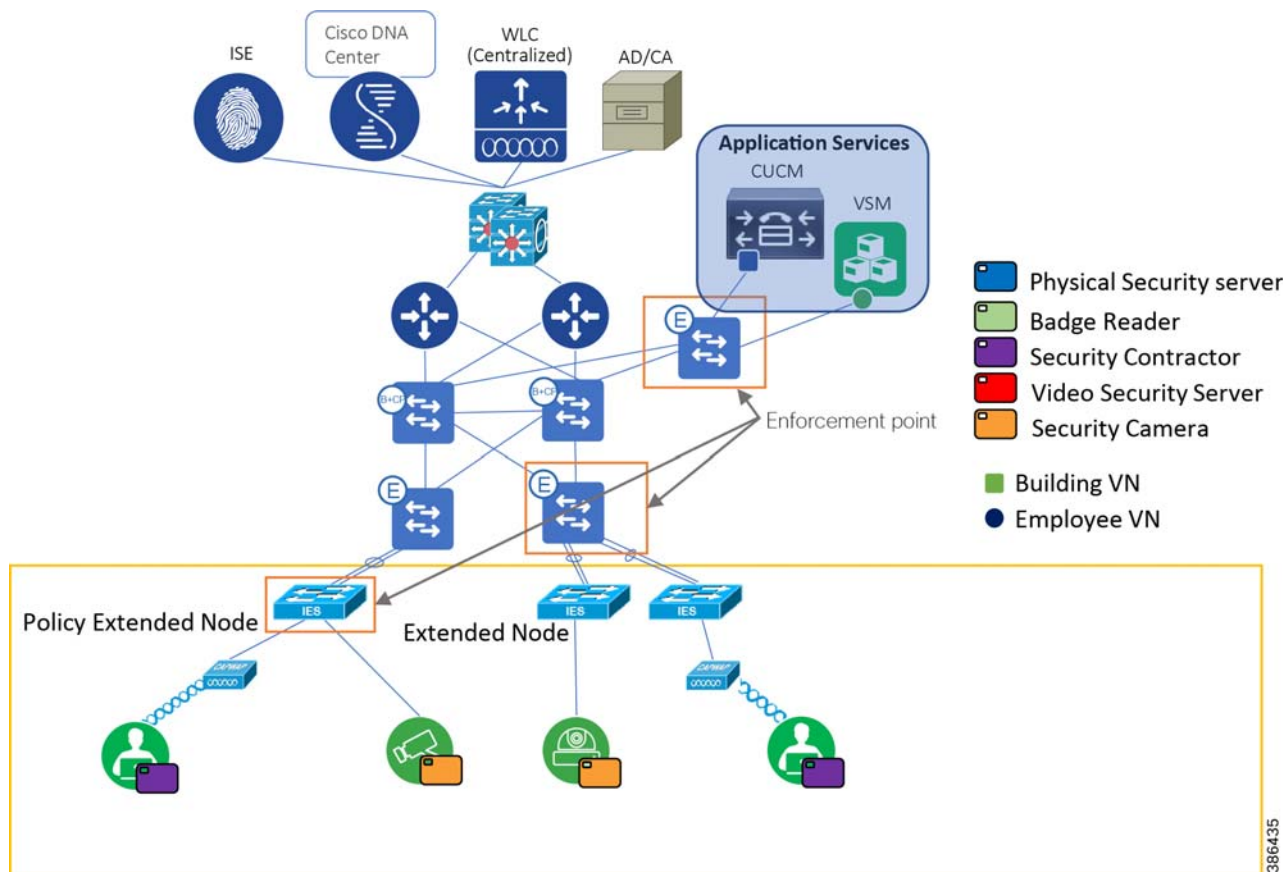 ISE
Cisco DNA
Center
WLC
(Centralized)
AD/CA
Application Services
CUCM
VSM
E
B+CP
B+CP
Enforcement point
E
E
Physical Security server
Badge Reader
Security Contractor
Video Security Server
Security Camera
Building VN
Employee VN
Policy Extended Node
IES
Extended Node
IES
IES
CAPWAP
CAPWAP
386435